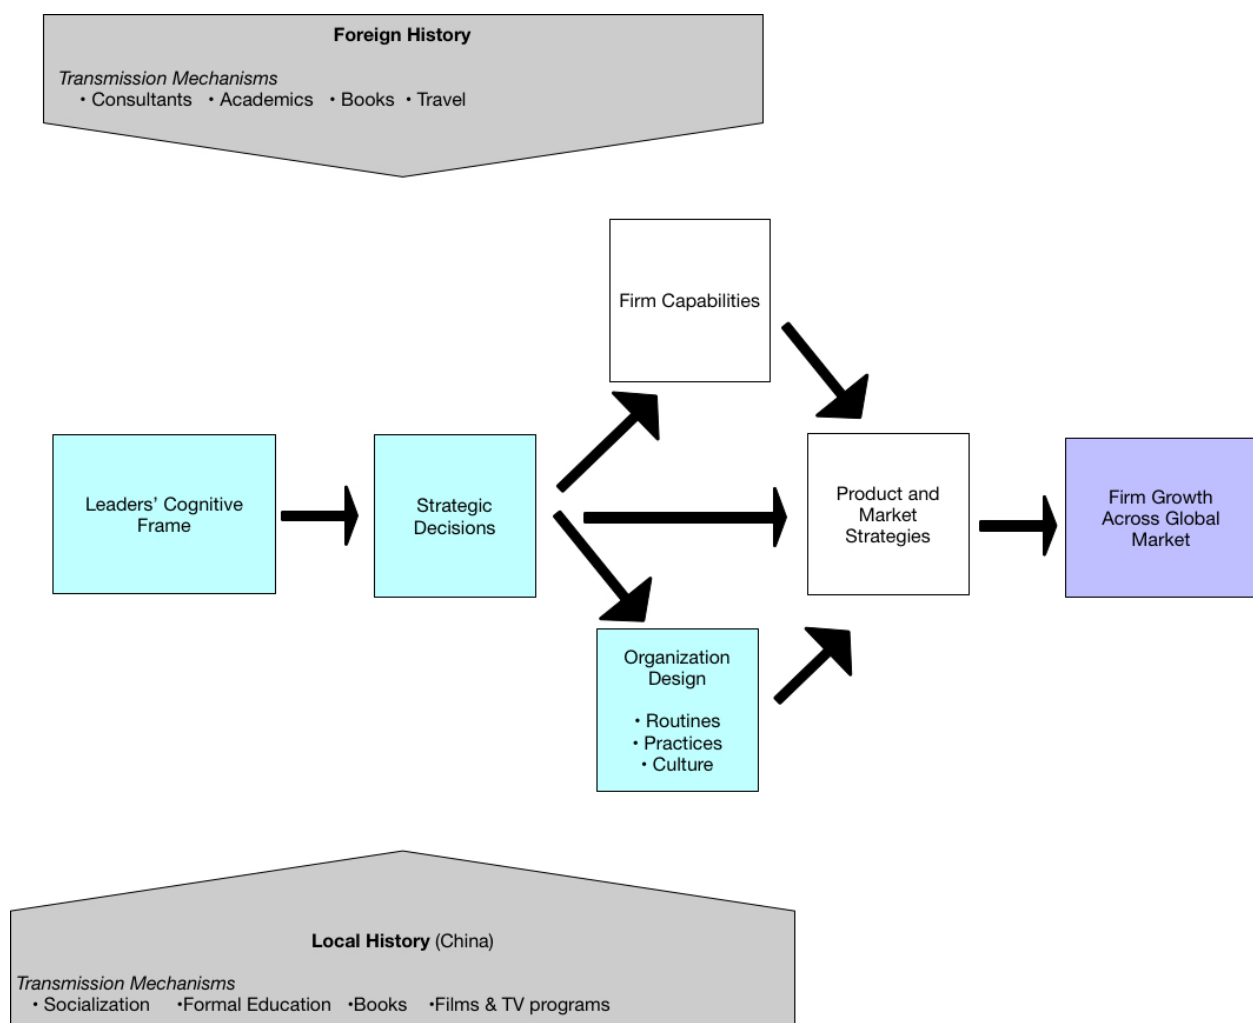 Foreign History
Transmission Mechanisms
• Consultants • Academics • Books • Travel
Firm Capabilities
Leaders’ Cognitive
Frame
Strategic
Decisions
Product and
Market
Strategies
Firm Growth
Across Global
Market
Organization
Design
• Routines
• Practices
• Culture
Local History (China)
Transmission Mechanisms
• Socialization •Formal Education •Books •Films & TV programs